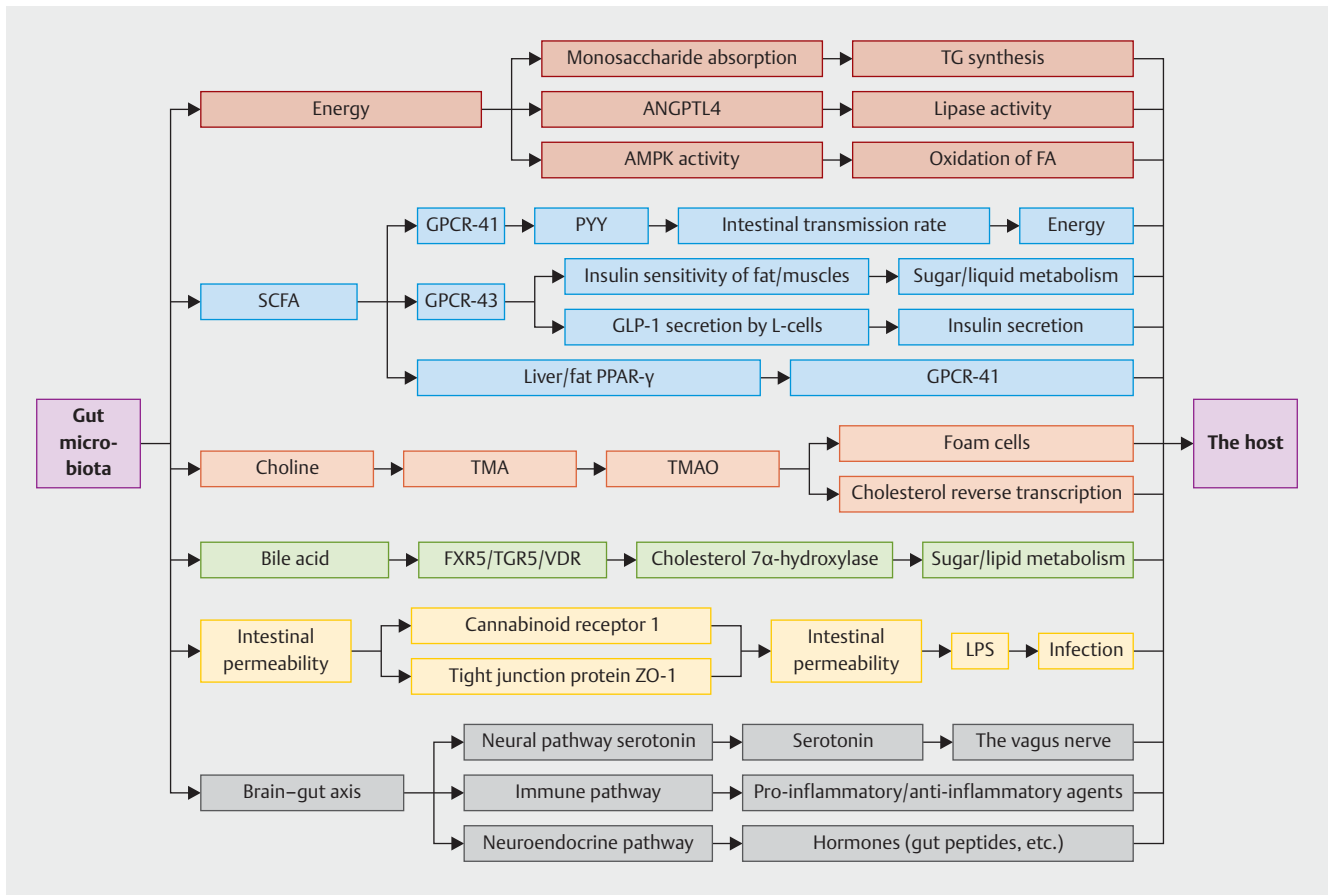 Monosaccharide absorption
TG synthesis
Energy
ANGPTL4
Lipase activity
AMPK activity
Oxidation of FA
GPCR-41
PYY
Intestinal transmission rate
Energy
Insulin sensitivity of fat/muscles
Sugar/liquid metabolism
SCFA
GPCR-43
GLP-1 secretion by L-cells
Insulin secretion
Liver/fat PPAR-γ
GPCR-41
Gut
micro-
biota
Foam cells
The host
Choline
TMA
TMAO
Cholesterol reverse transcription
Bile acid
FXR5/TGR5/VDR
Cholesterol 7α-hydroxylase
Sugar/lipid metabolism
Intestinal
permeability
Cannabinoid receptor 1
Tight junction protein ZO-1
Intestinal
permeability
LPS
Infection
Neural pathway serotonin
Serotonin
The vagus nerve
Brain–gut axis
Immune pathway
Pro-inflammatory/anti-inflammatory agents
Neuroendocrine pathway
Hormones (gut peptides, etc.)